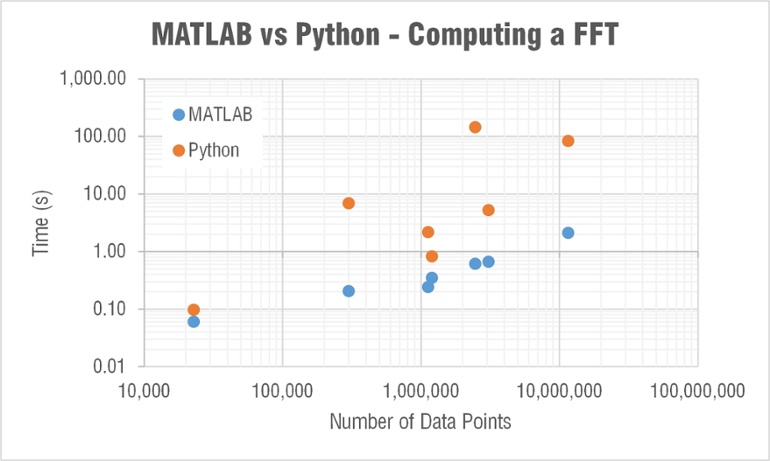 MATLAB vs Python - Computing a FFT
1,000.00
100.00
10.00
1.00
0.10
0.01
Time (s)
MATLAB
Python
10,000
100,000
1,000,000
10,000,000
100,000,000
Number of Data Points